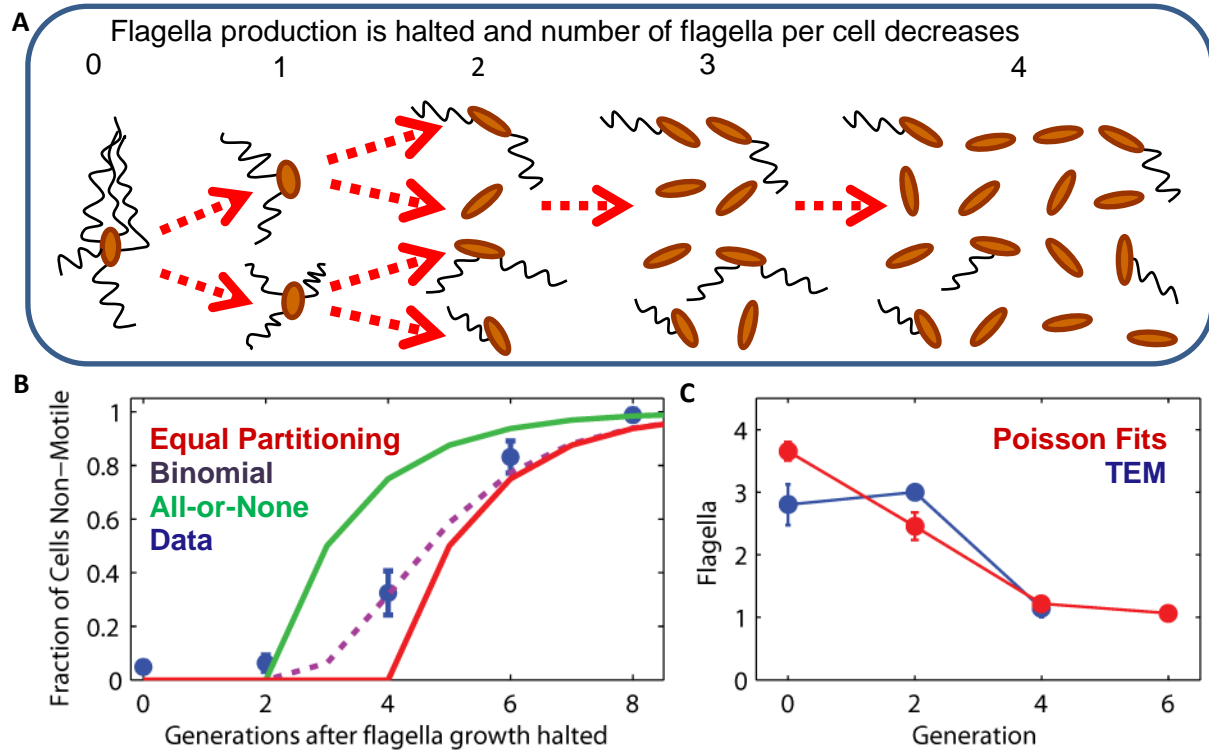 A
Flagella production is halted and number of flagella per cell decreases
0
1
2
3
4
B
Fraction of Cells Non−Motile
1
0.8
0.6
0.4
0.2
0
Equal Partitioning
Binomial
All-or-None
Data
0 2 4 6 8
Generations after flagella growth halted
C
Flagella
4
3
2
1
0
Poisson Fits
TEM
0 2 4 6
Generation